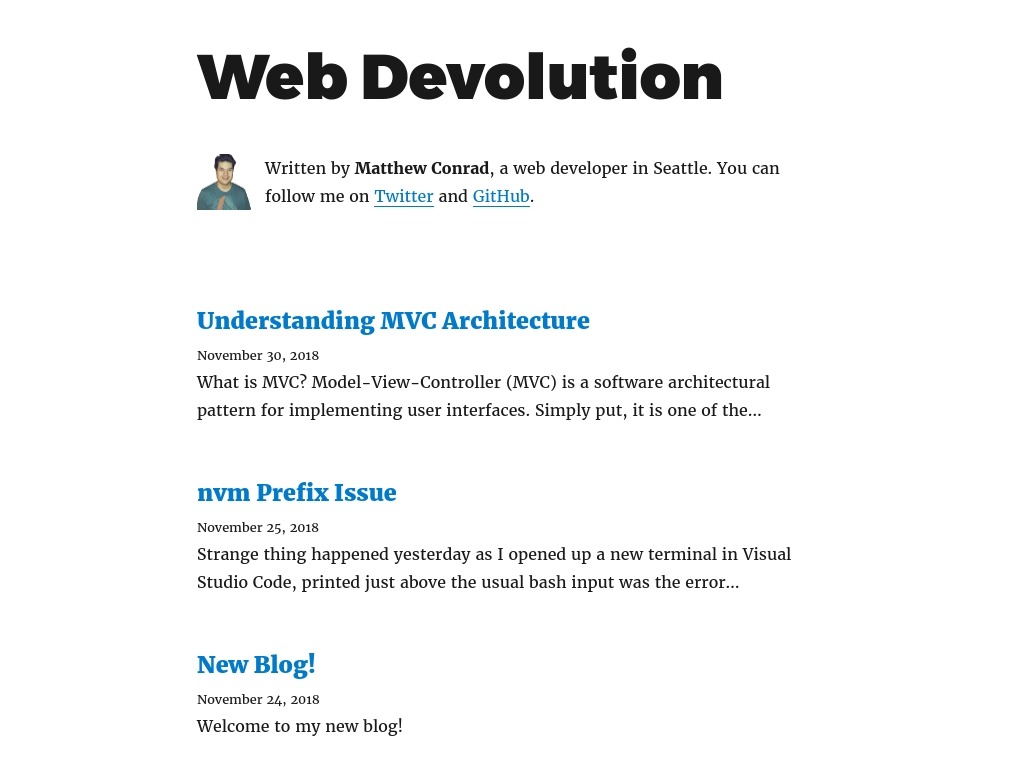 Web Devolution
Written by Matthew Conrad, a web developer in Seattle. You can
follow me on Twitter and GitHub.
Understanding MVC Architecture
November 30, 2018
What is MVC? Model-View-Controller (MVC) is a software architectural
pattern for implementing user interfaces. Simply put, it is one of the…
nvm Prefix Issue
November 25, 2018
Strange thing happened yesterday as I opened up a new terminal in Visual
Studio Code, printed just above the usual bash input was the error…
New Blog!
November 24, 2018
Welcome to my new blog!